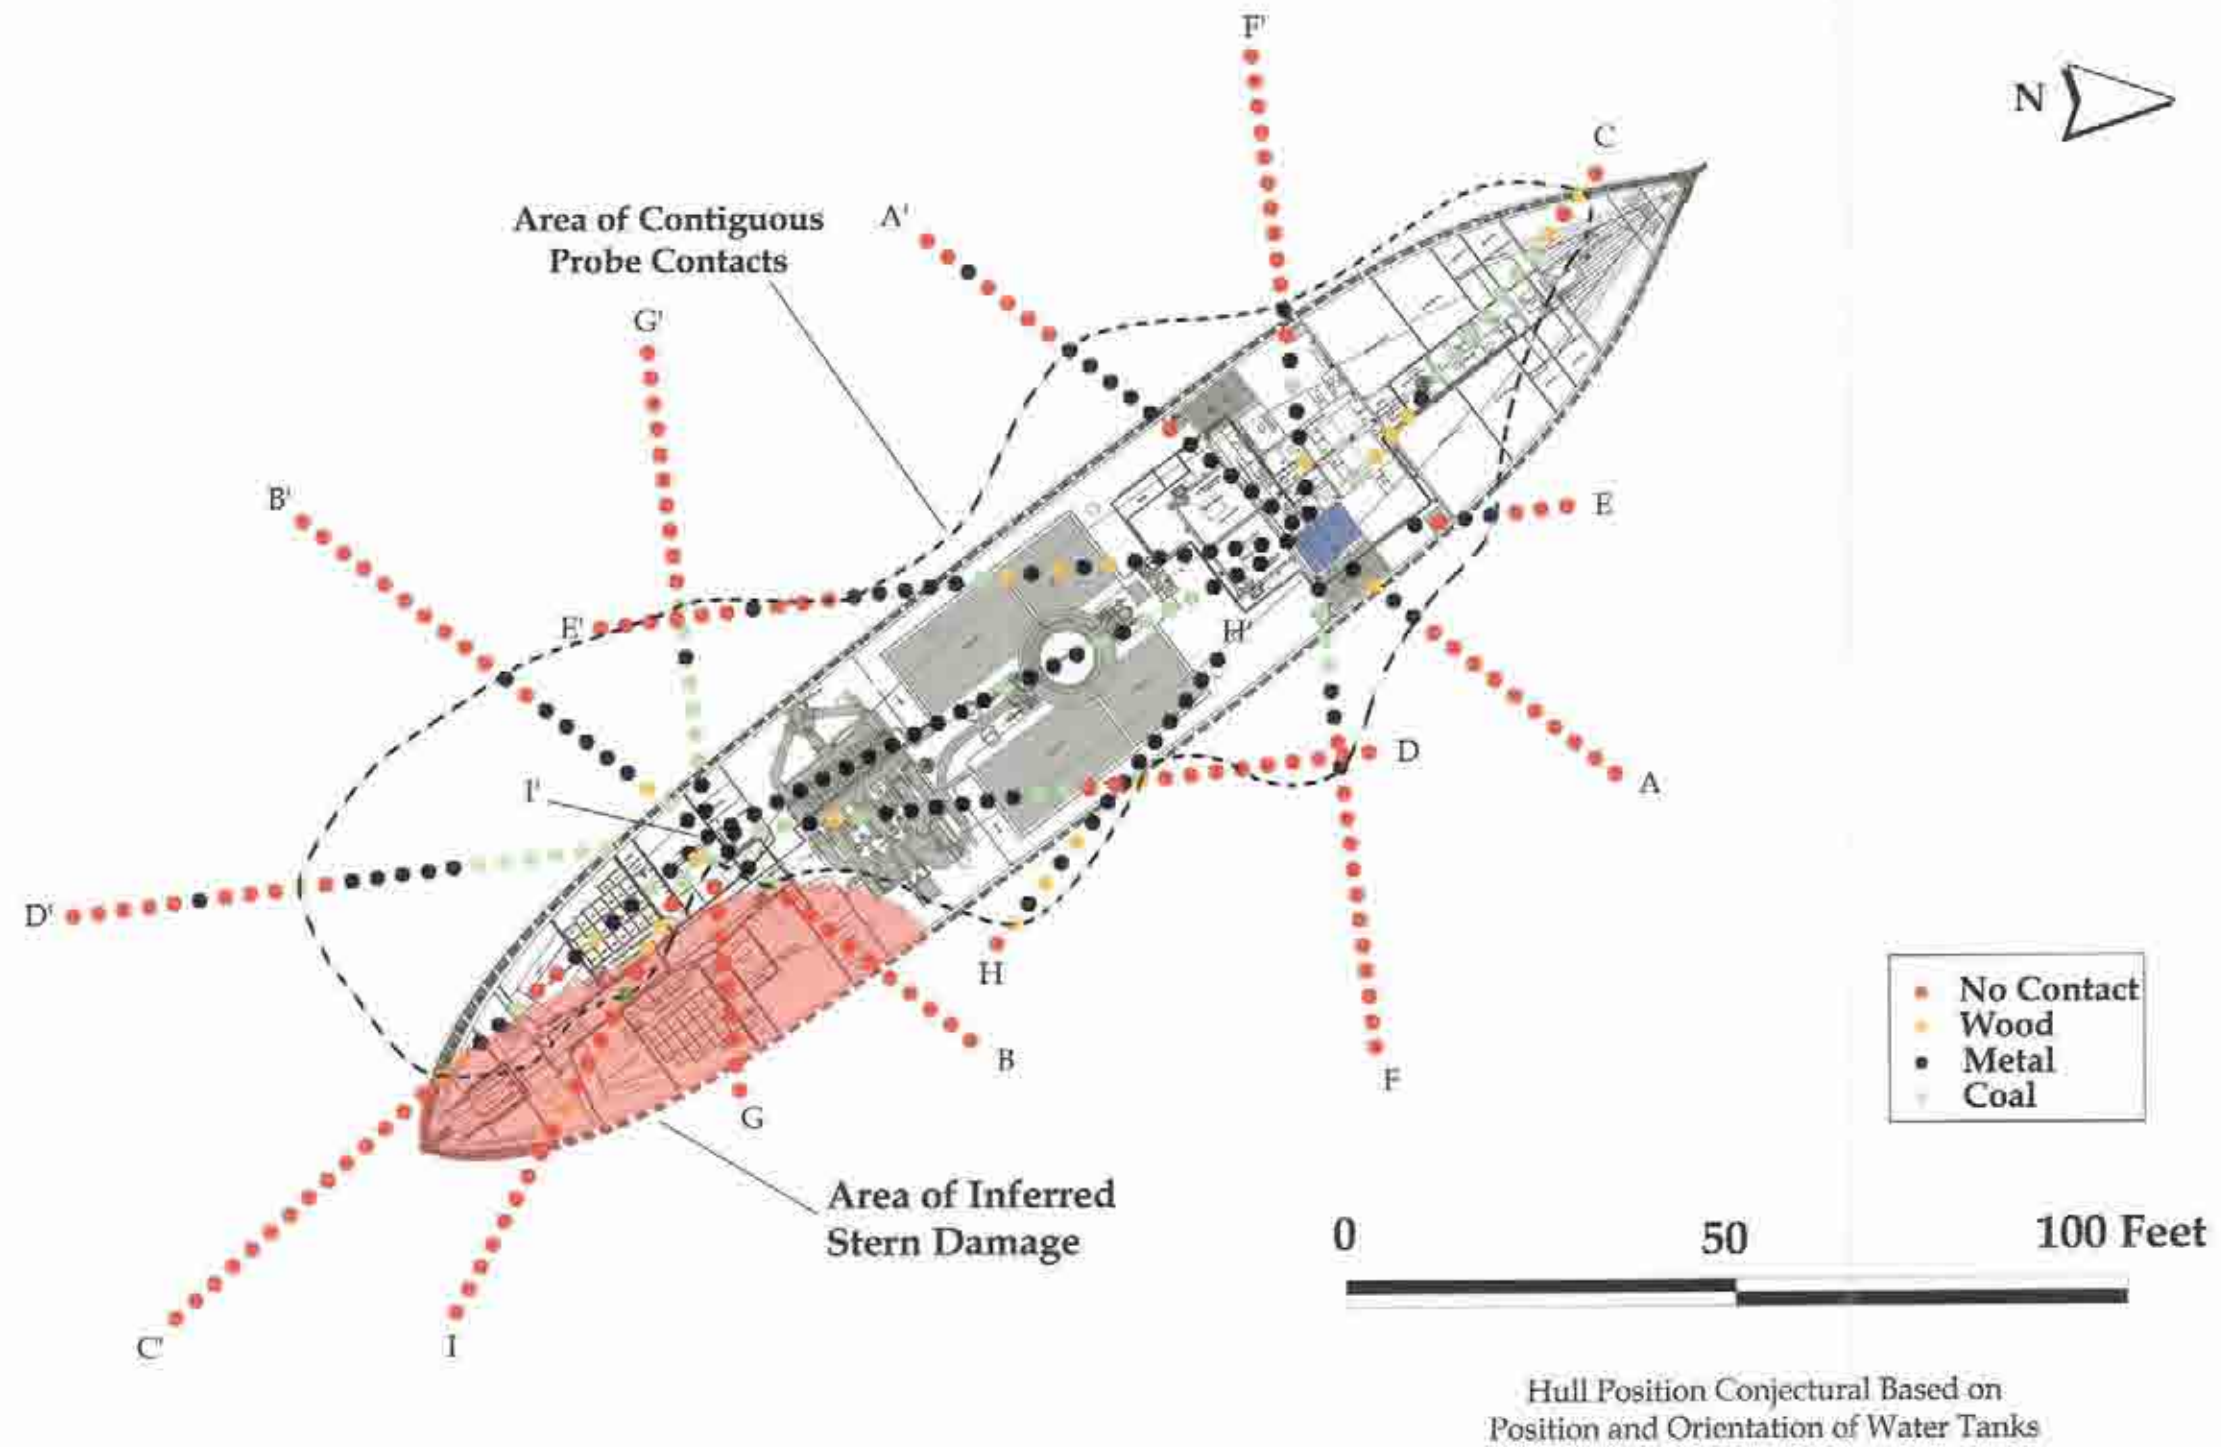 F'
N
C
Area of Contiguous
Probe Contacts
A'
G'
B'
E
E'
H'
D
I'
A
D'
H
No Contact
Wood
Metal
Coal
B
F
G
Area of Inferred
Stern Damage
0
50
100 Feet
C'
I
Hull Position Conjectural Based on
Position and Orientation of Water Tanks